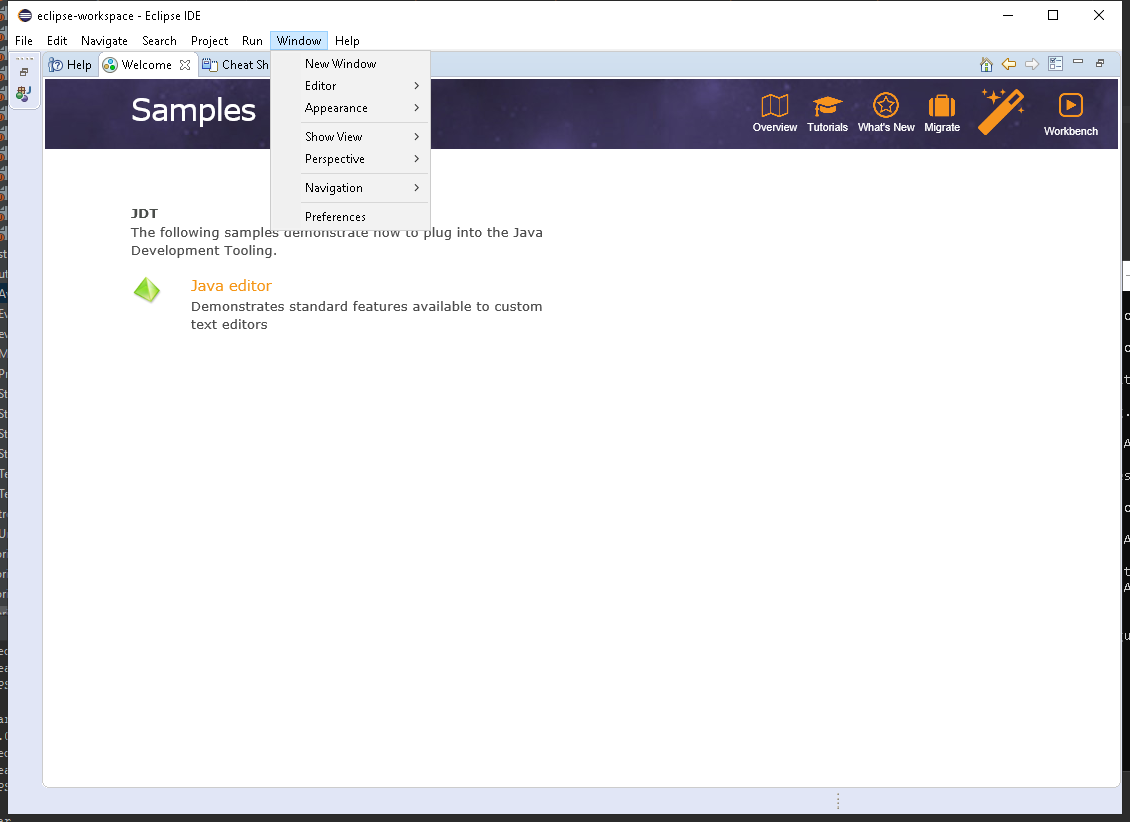 eclipse-workspace - Eclipse IDE
File Edit Navigate Search Project Run Window Help
Help Welcome Cheat Sh
New Window
Editor
Appearance
Show View
Perspective
Navigation
Preferences
Samples
Overview Tutorials What's New Migrate Workbench
JDT
The following samples demonstrate how to plug into the Java
Development Tooling.
Java editor
Demonstrates standard features available to custom
text editors